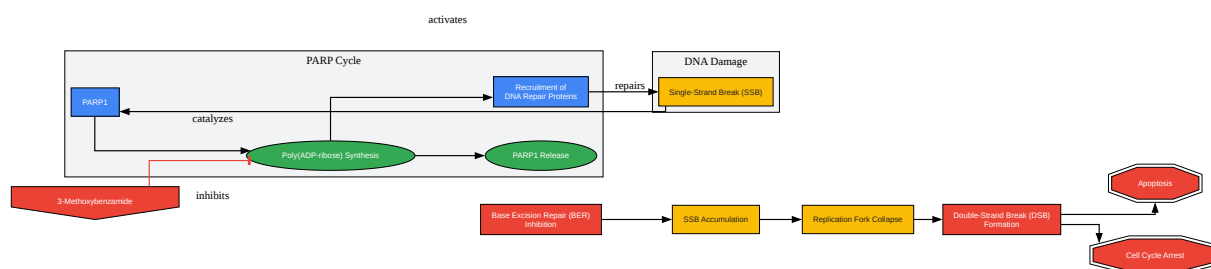 activates
PARP Cycle
DNA Damage
Recruitment of
DNA Repair Proteins
repairs
Single-Strand Break (SSB)
PARP1
catalyzes
Poly(ADP-ribose) Synthesis
PARP1 Release
3-Methoxybenzamide
inhibits
Apoptosis
Base Excision Repair (BER)
Inhibition
SSB Accumulation
Replication Fork Collapse
Double-Strand Break (DSB)
Formation
Cell Cycle Arrest